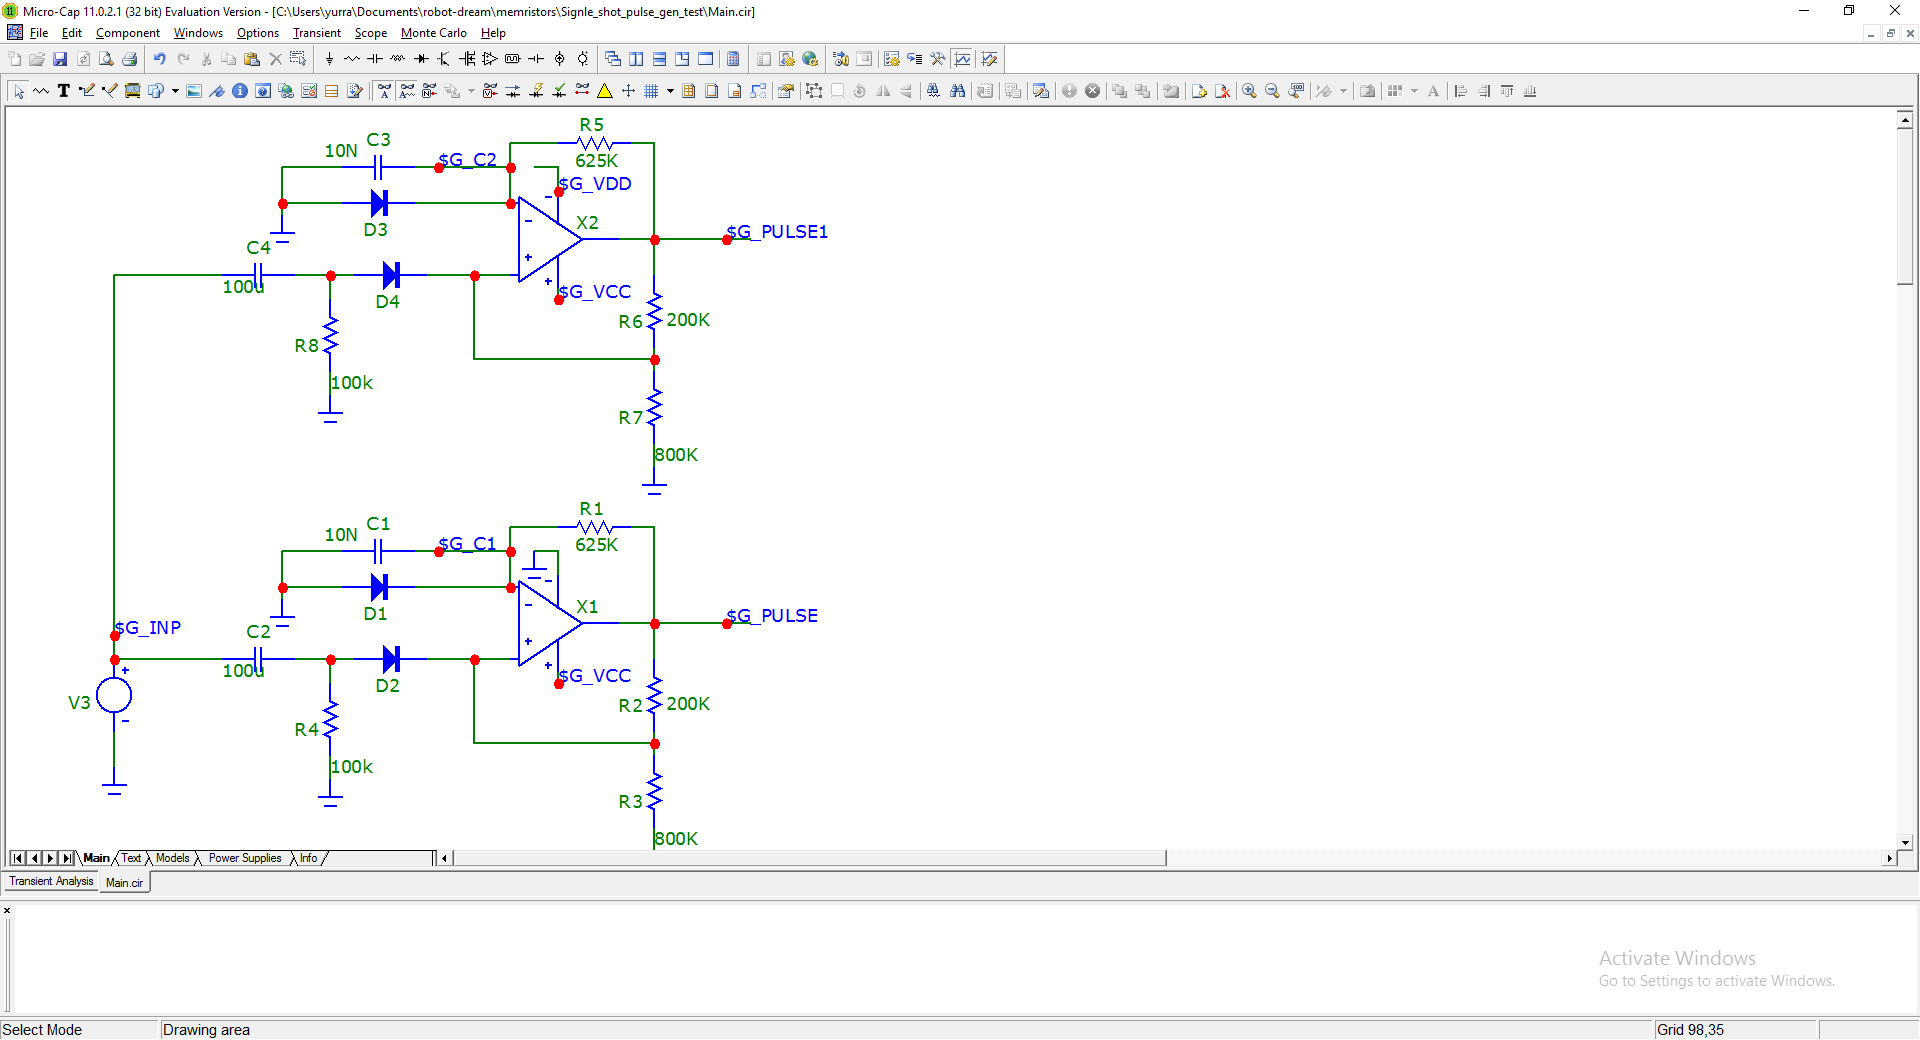 Micro-Cap 11.0.2.1 (32 bit) Evaluation Version - [C:\Users\yurra\Documents\robot-dream\memristors\Signle_shot_pulse_gen_test\Main.cir]
File Edit Component Windows Options Transient Scope Monte Carlo Help
R5
C3
10N
$G_C2
625K
$G_VDD
X2
D3
$G_PULSE1
C4
100u
D4
$G_VCC
R6 200K
R8
100k
R7
800K
R1
C1
10N
$G_C1
625K
X1
D1
$G_PULSE
$G_INP
C2
100u
D2
$G_VCC
V3
R2 200K
R4
100k
R3
800K
Main Text Models Power Supplies Info
Transient Analysis Main.cir
Activate Windows
Go to Settings to activate Windows.
Select Mode Drawing area Grid 98,35